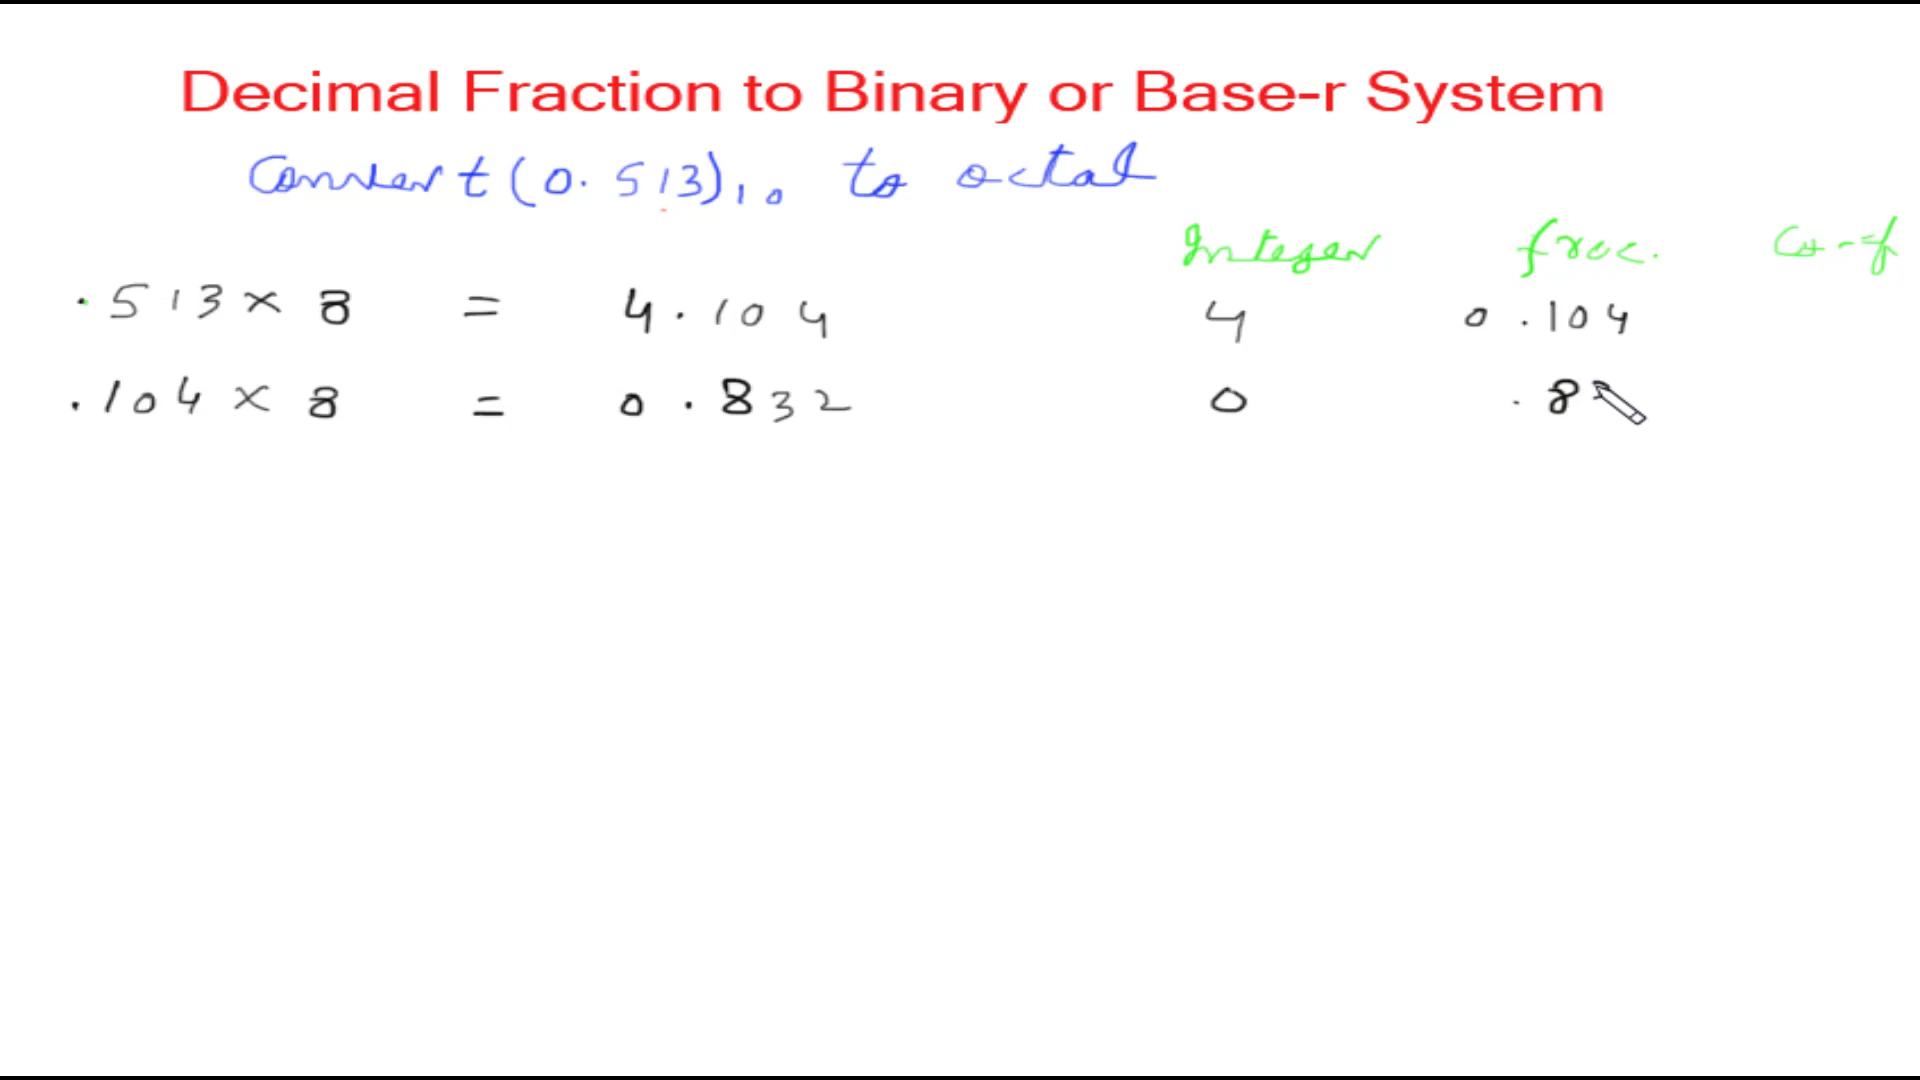 Decimal Fraction to Binary or Base-r System
Convert (0.513)10 to octal
Integer frac. Co-f
.513 × 8 = 4.104 4 0.104
.104 × 8 = 0.832 0 .8